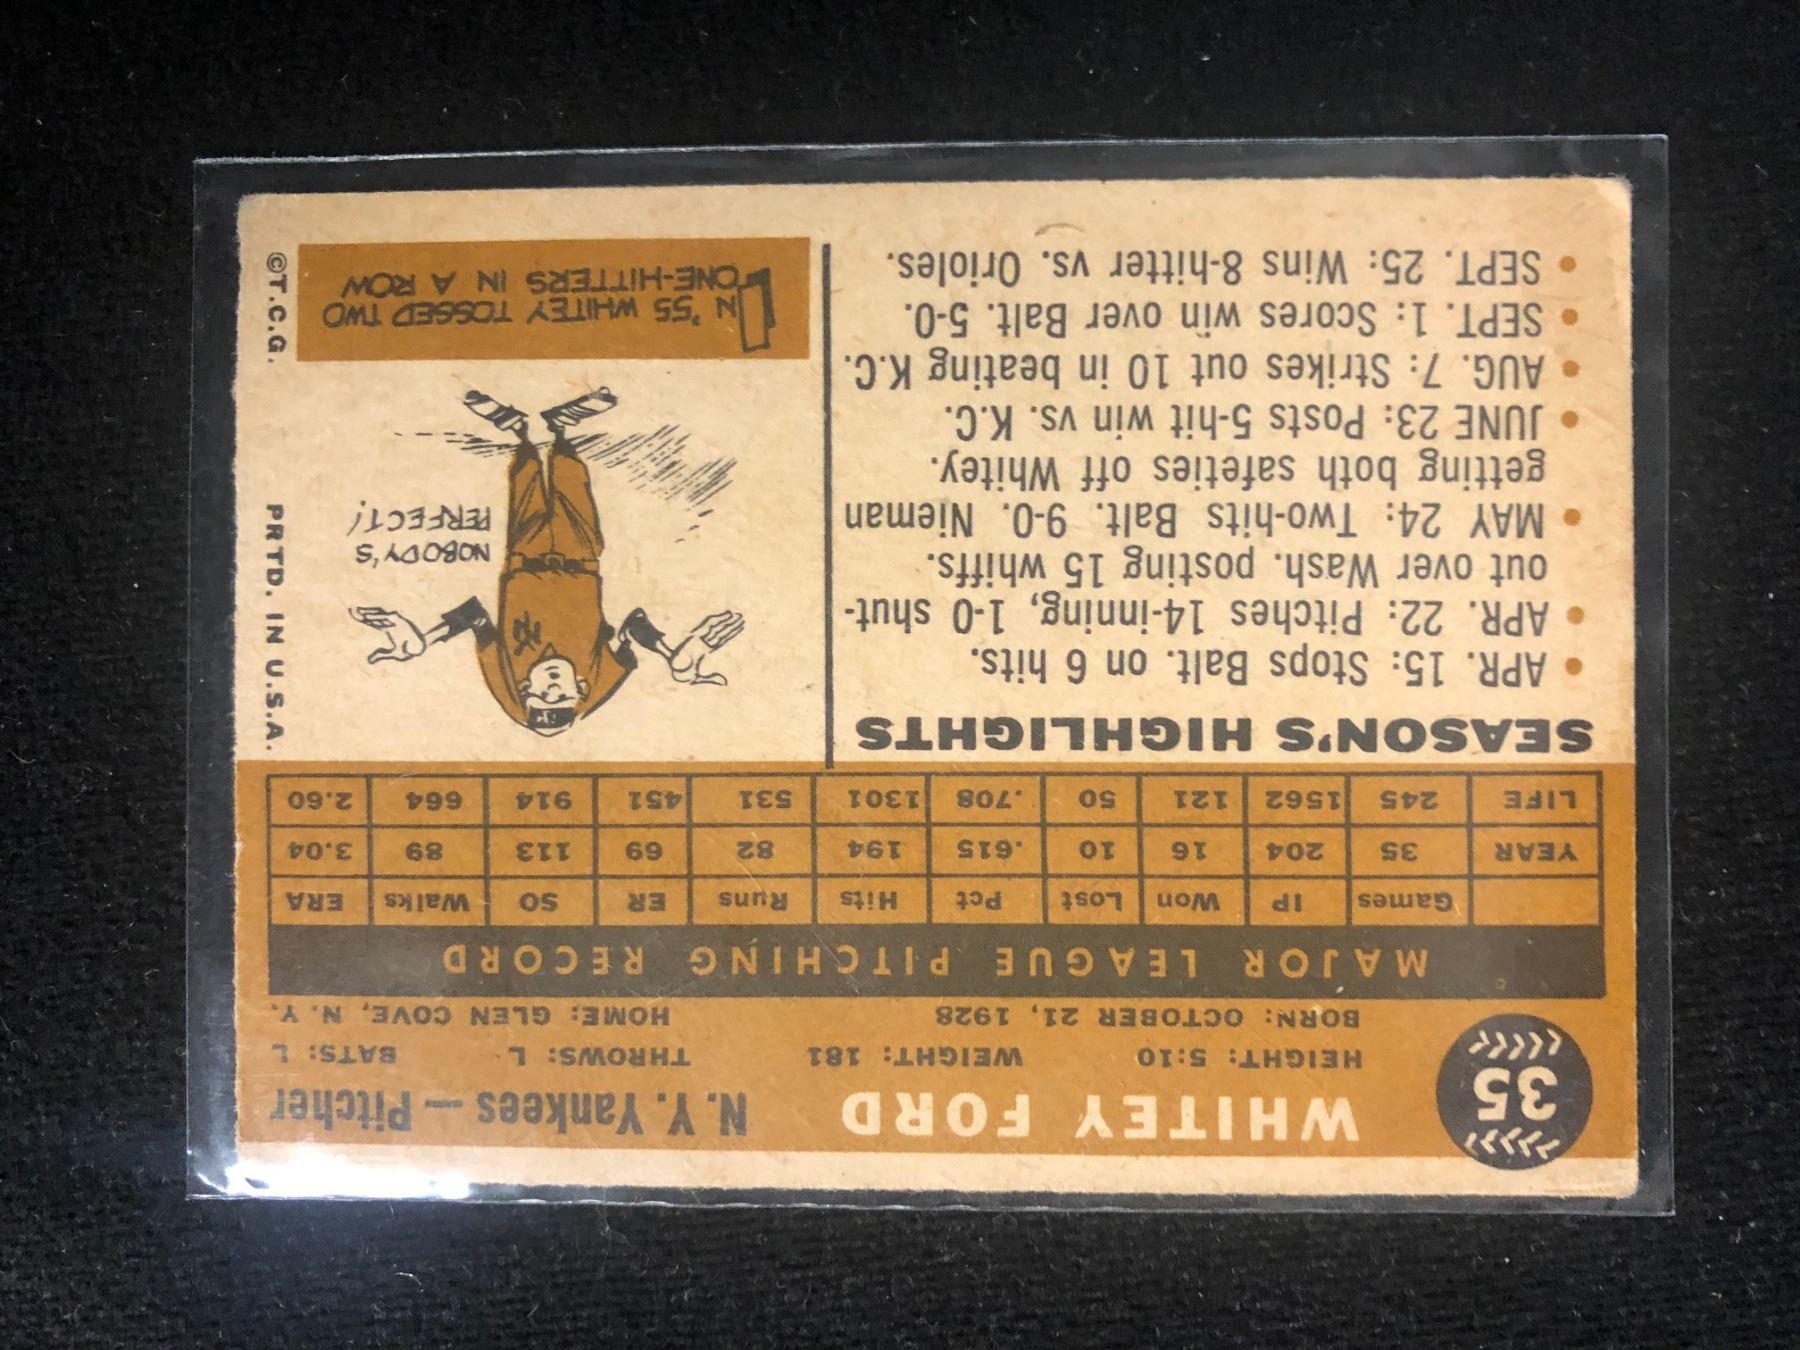 35
WHITEY FORD
N.Y. Yankees — Pitcher
HEIGHT: 5:10 WEIGHT: 181 THROWS: L BATS: L
BORN: OCTOBER 21, 1928 HOME: GLEN COVE, N. Y.
MAJOR LEAGUE PITCHING RECORD
Games IP Won Lost Pct Hits Runs ER SO Walks ERA
YEAR 35 204 16 10 .615 194 82 69 113 89 3.04
LIFE 245 1562 121 50 .708 1301 531 451 914 664 2.60
SEASON'S HIGHLIGHTS
• APR. 15: Stops Balt. on 6 hits.
• APR. 22: Pitches 14-inning, 1-0 shut-
out over Wash. posting 15 whiffs.
• MAY 24: Two-hits Balt. 9-0. Nieman
getting both safeties off Whitey.
• JUNE 23: Posts 5-hit win vs. K.C.
• AUG. 7: Strikes out 10 in beating K.C.
• SEPT. 1: Scores win over Balt. 5-0.
• SEPT. 25: Wins 8-hitter vs. Orioles.
NOBODY'S
PERFECT!
IN '55 WHITEY TOSSED TWO
ONE-HITTERS IN A ROW
©T.C.G. PRTD. IN U.S.A.